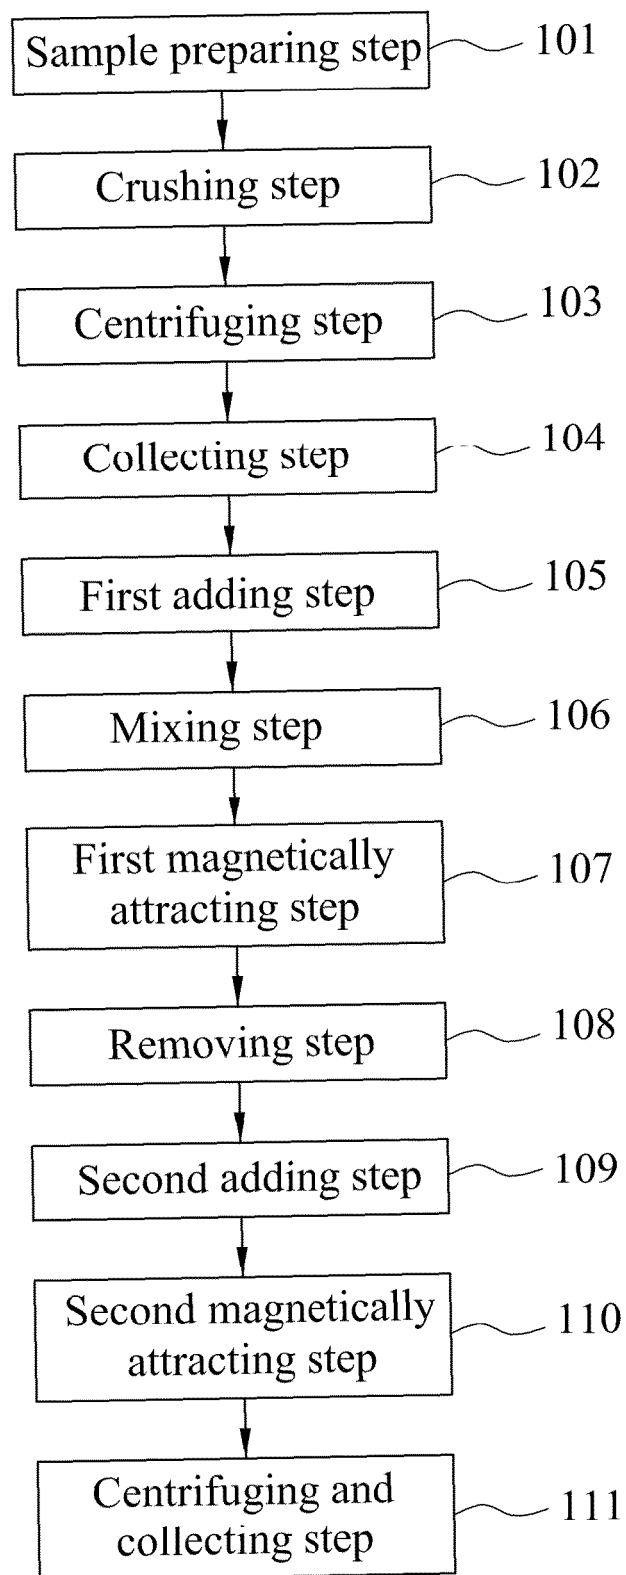 Sample preparing step 101
Crushing step 102
Centrifuging step 103
Collecting step 104
First adding step 105
Mixing step 106
First magnetically
attracting step 107
Removing step 108
Second adding step 109
Second magnetically
attracting step 110
Centrifuging and
collecting step 111